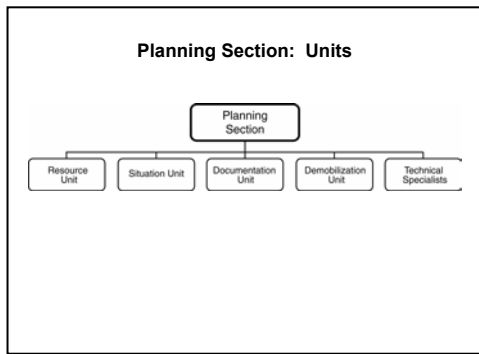 Planning Section:  Units
Planning
Section
Resource
Unit
Situation Unit
Documentation
Unit
Demobilization
Unit
Technical
Specialists